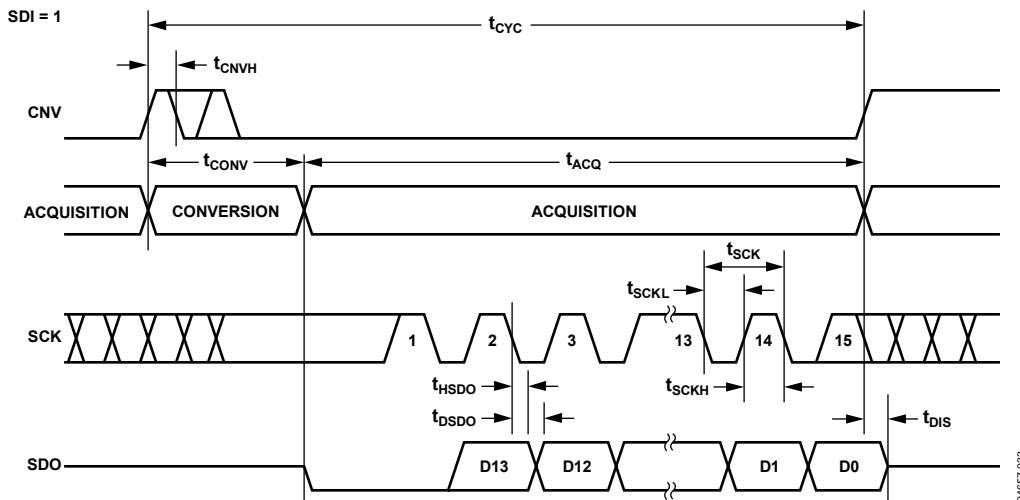 SDI = 1
tCYC
tCNVH
CNV
tCONV
tACQ
ACQUISITION
CONVERSION
ACQUISITION
tSCK
tSCKL
SCK
1
2
3
13
14
15
tHSDO
tSCKH
tDSDO
tDIS
SDO
D13
D12
D1
D0